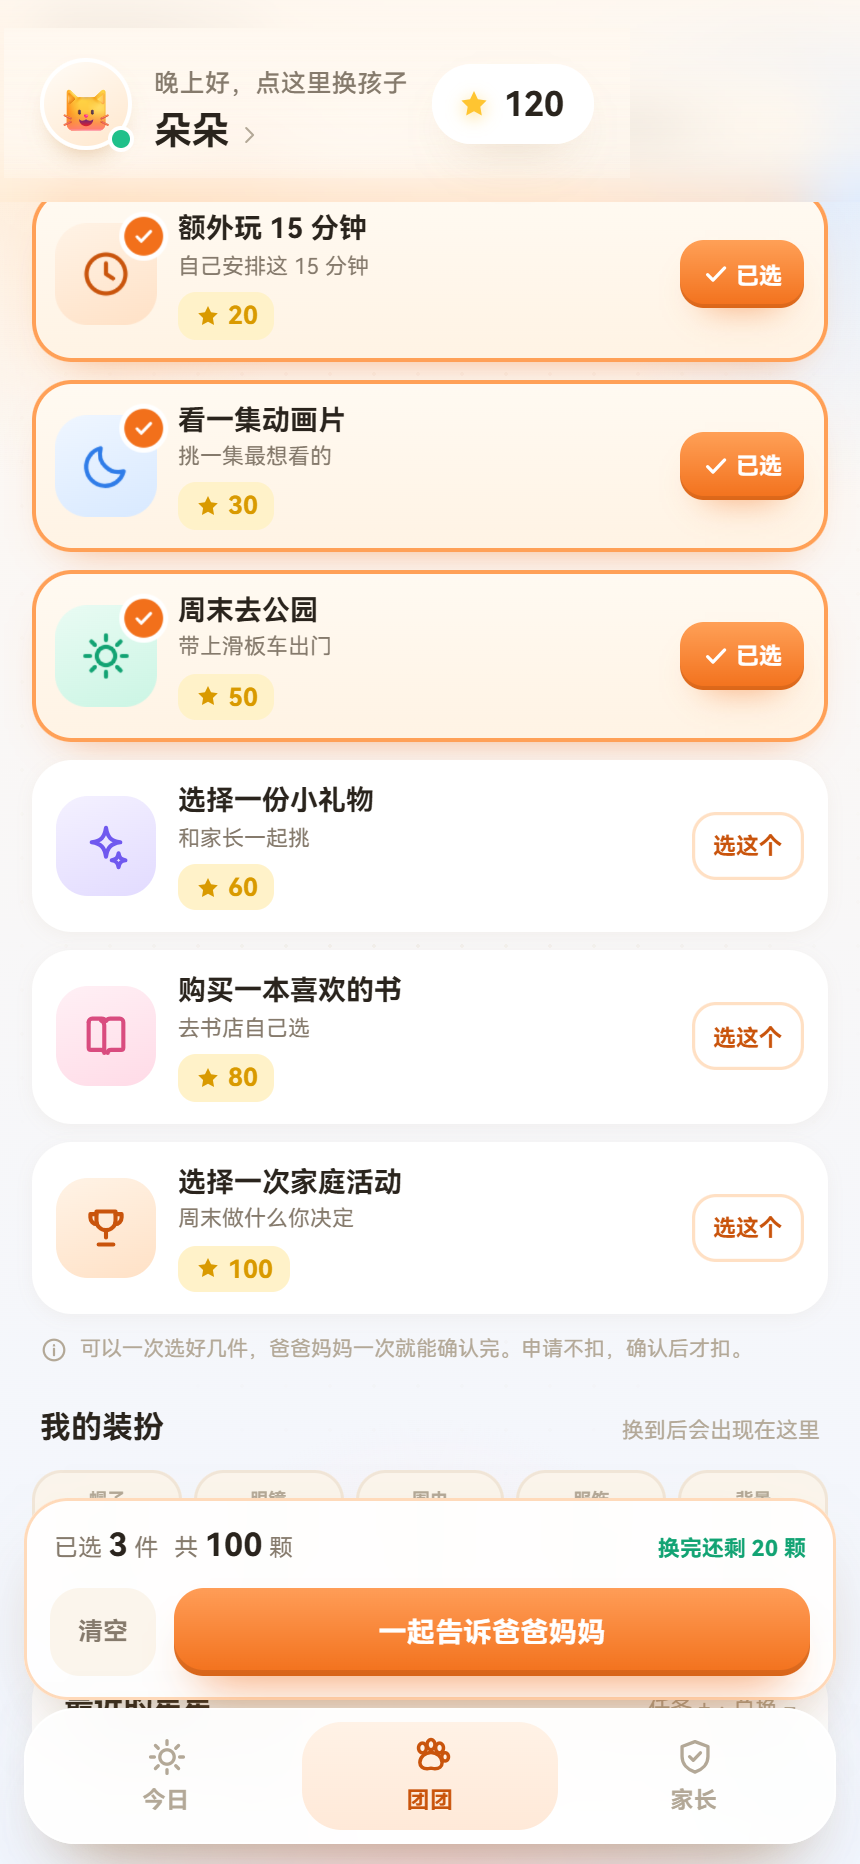 晚上好，点这里换孩子
朵朵
120
额外玩 15 分钟
自己安排这 15 分钟
20
已选
看一集动画片
挑一集最想看的
30
已选
周末去公园
带上滑板车出门
50
已选
选择一份小礼物
和家长一起挑
60
选这个
购买一本喜欢的书
去书店自己选
80
选这个
选择一次家庭活动
周末做什么你决定
100
选这个
可以一次选好几件，爸爸妈妈一次就能确认完。申请不扣，确认后才扣。
我的装扮
换到后会出现在这里
已选 3 件 共 100 颗
换完还剩 20 颗
清空
一起告诉爸爸妈妈
今日
团团
家长